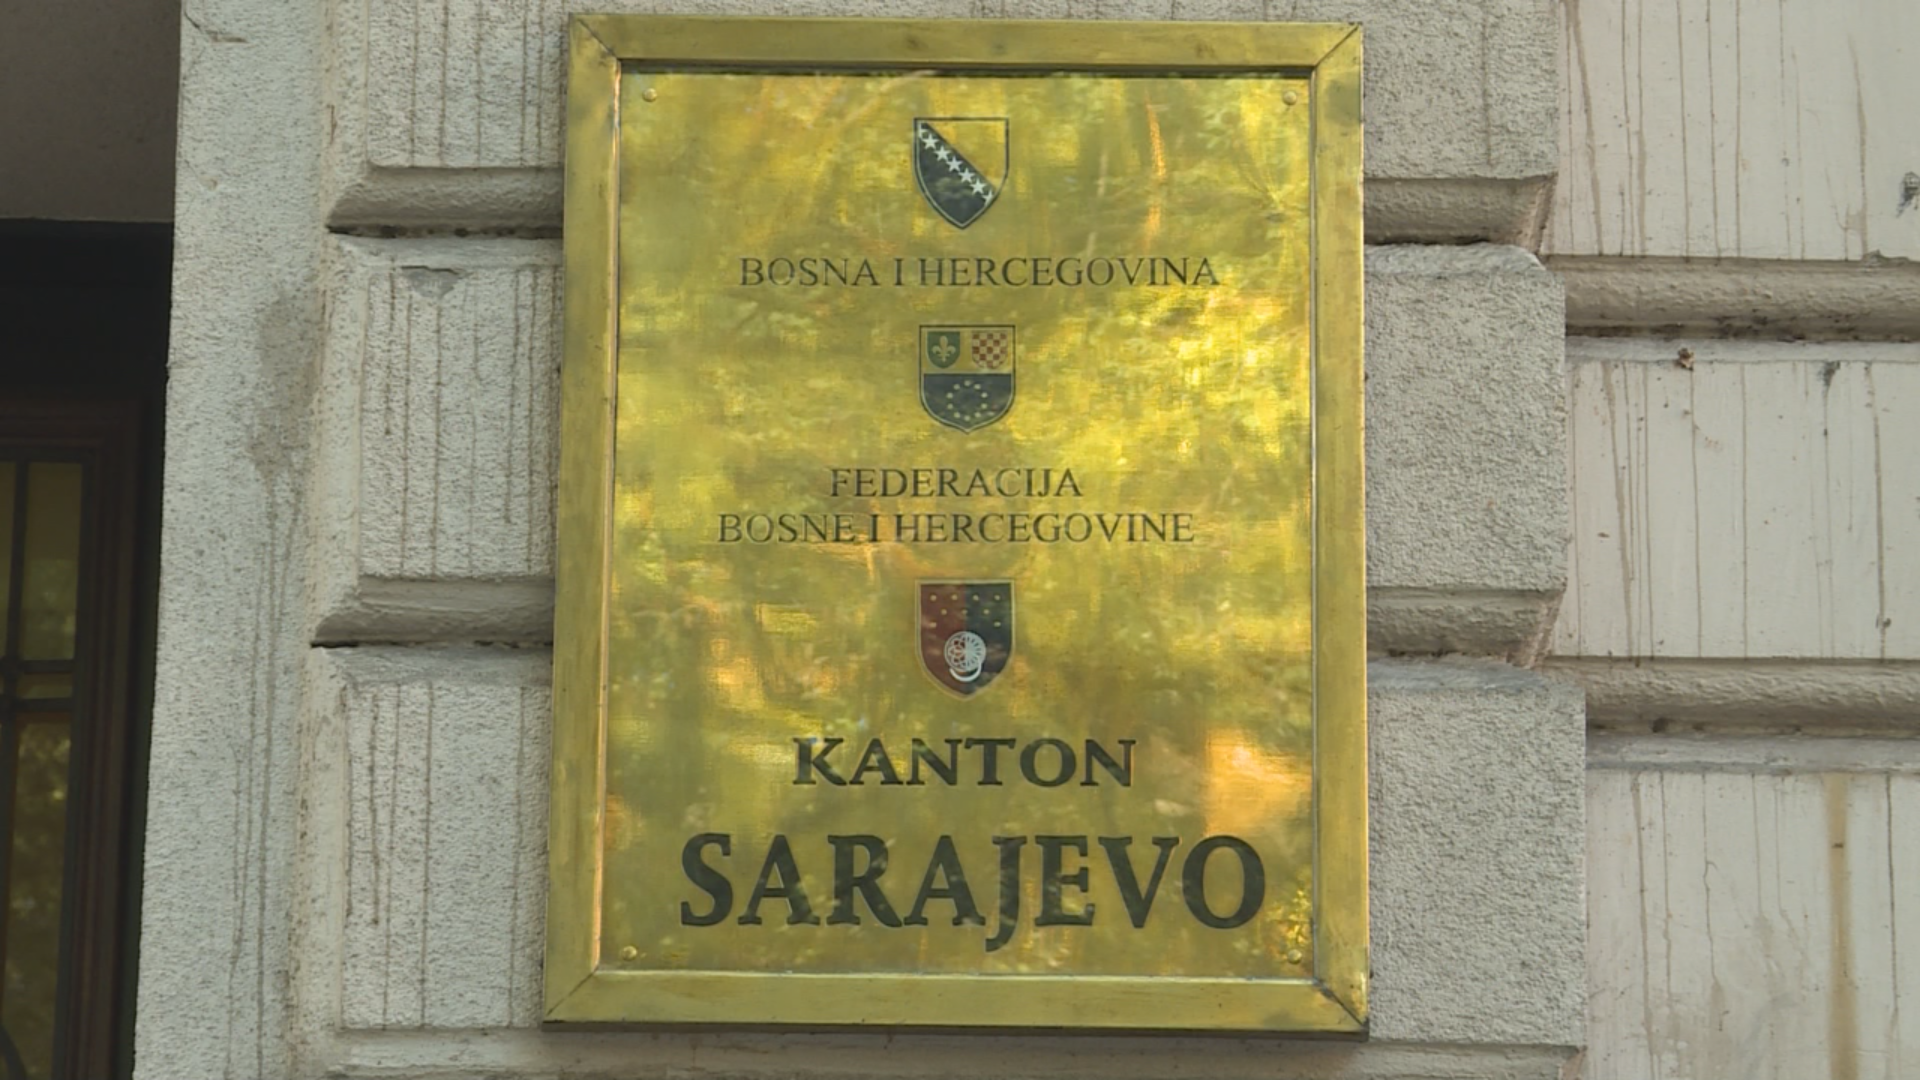 BOSNA I HERCEGOVINA
FEDERACIJA
BOSNE I HERCEGOVINE
KANTON
SARAJEVO